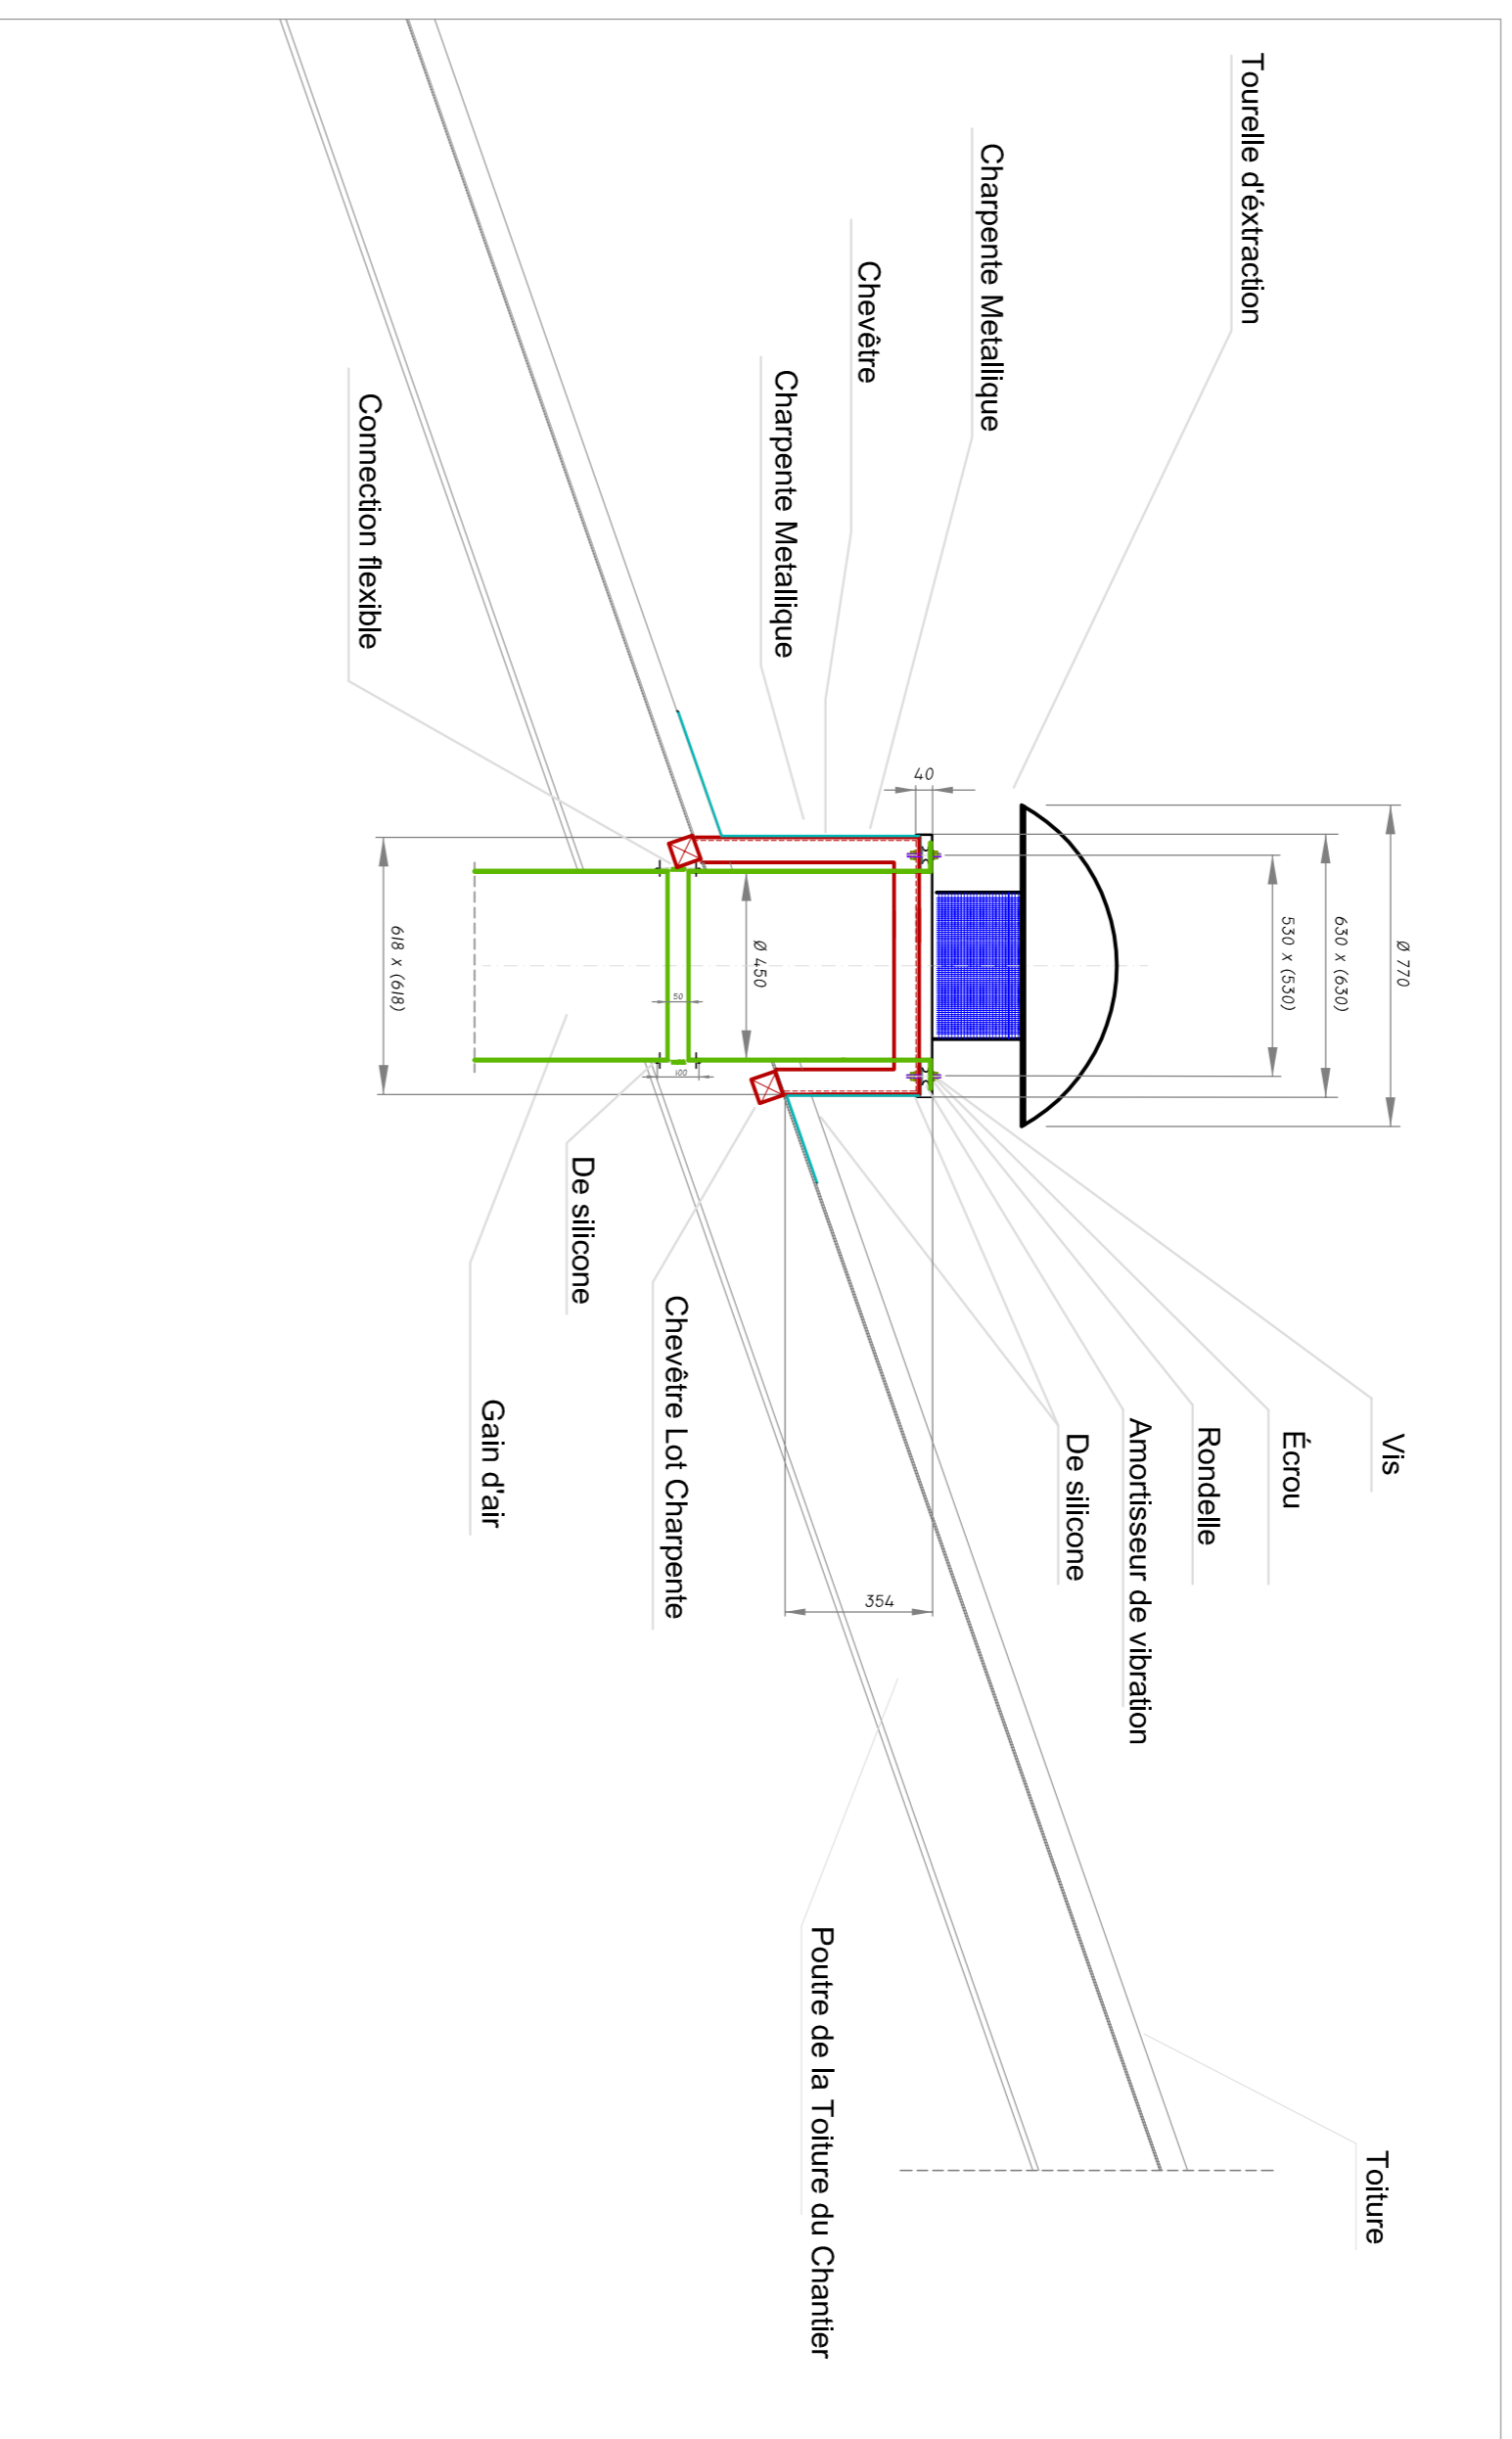 Tourelle d'éxtraction
Charpente Metallique
Chevêtre
Charpente Metallique
Connection flexible
Ø 770
630 x (630)
530 x (530)
40
Ø 450
50
100
618 x (618)
354
Vis
Écrou
Rondelle
Amortisseur de vibration
De silicone
Chevêtre Lot Charpente
De silicone
Gain d'air
Toiture
Poutre de la Toiture du Chantier